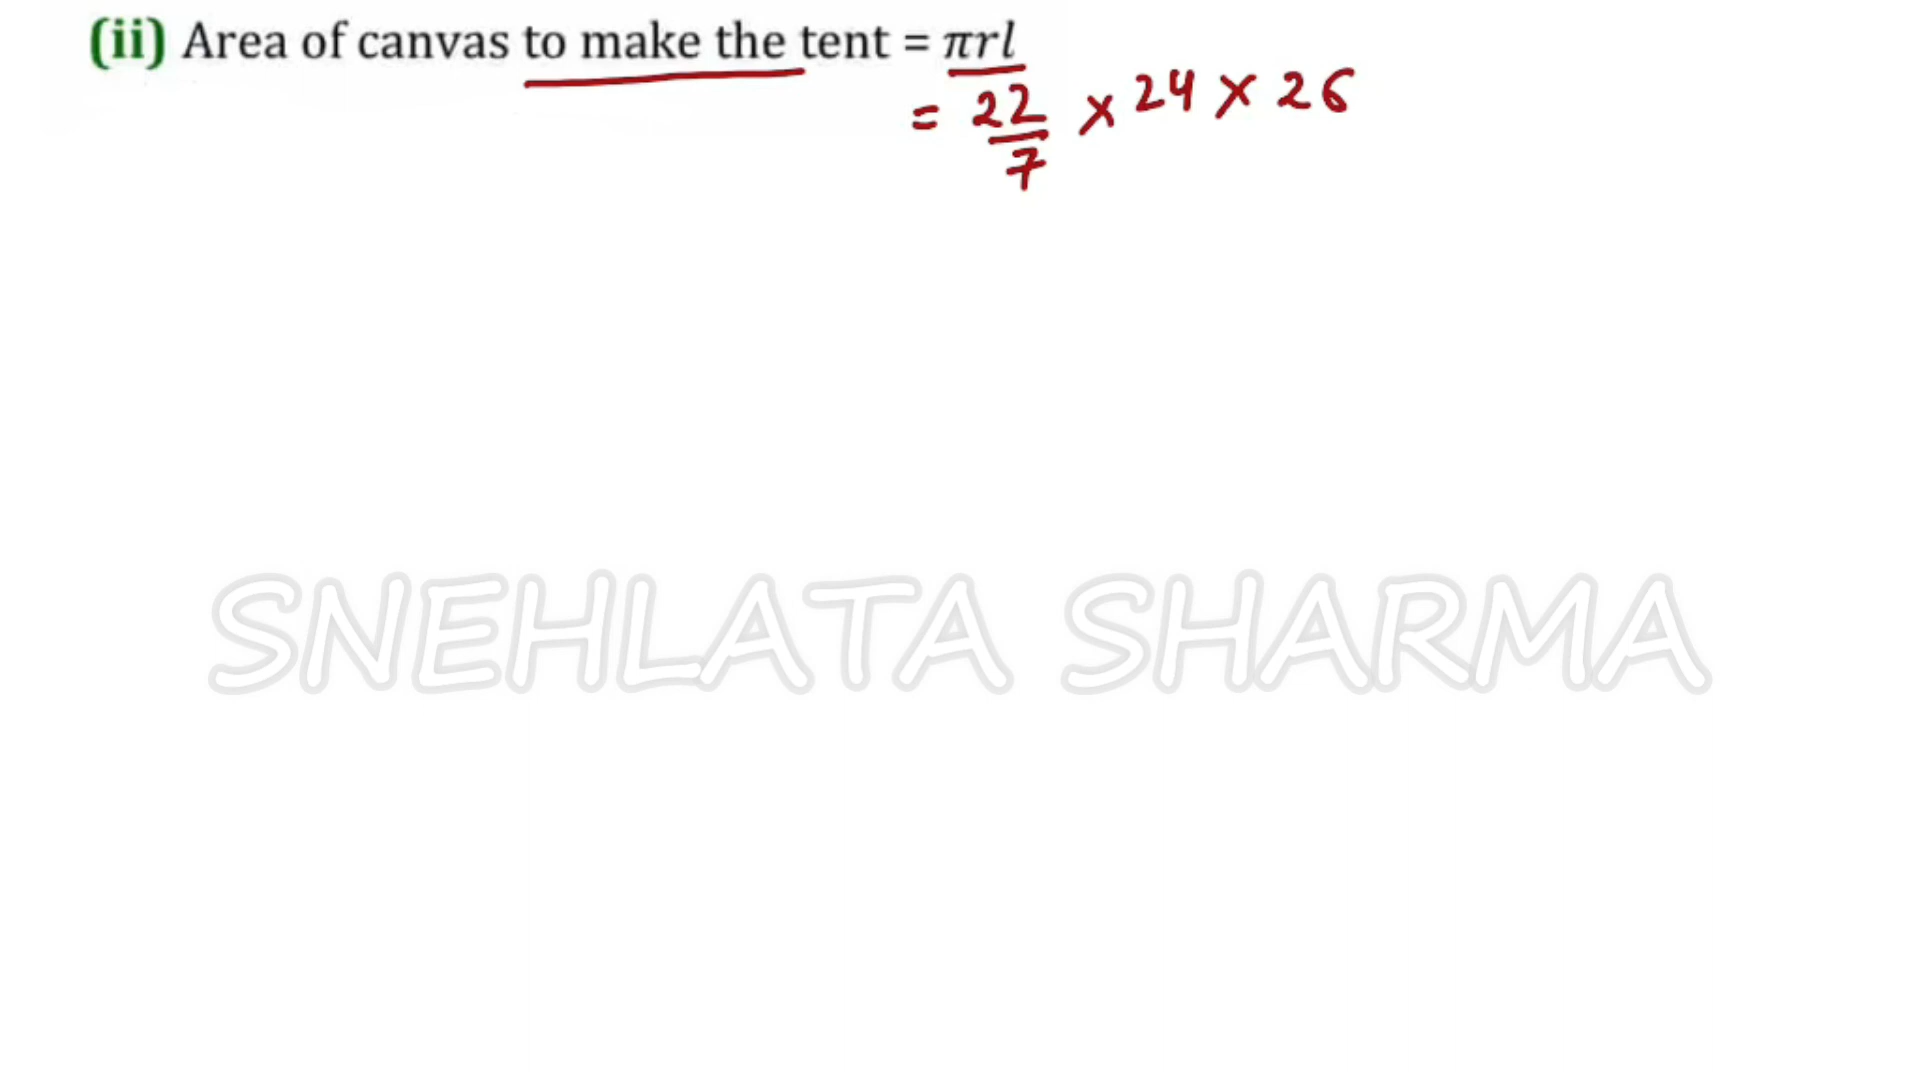 (ii) Area of canvas to make the tent = πrl
= 22/7 × 24 × 26
SNEHLATA SHARMA